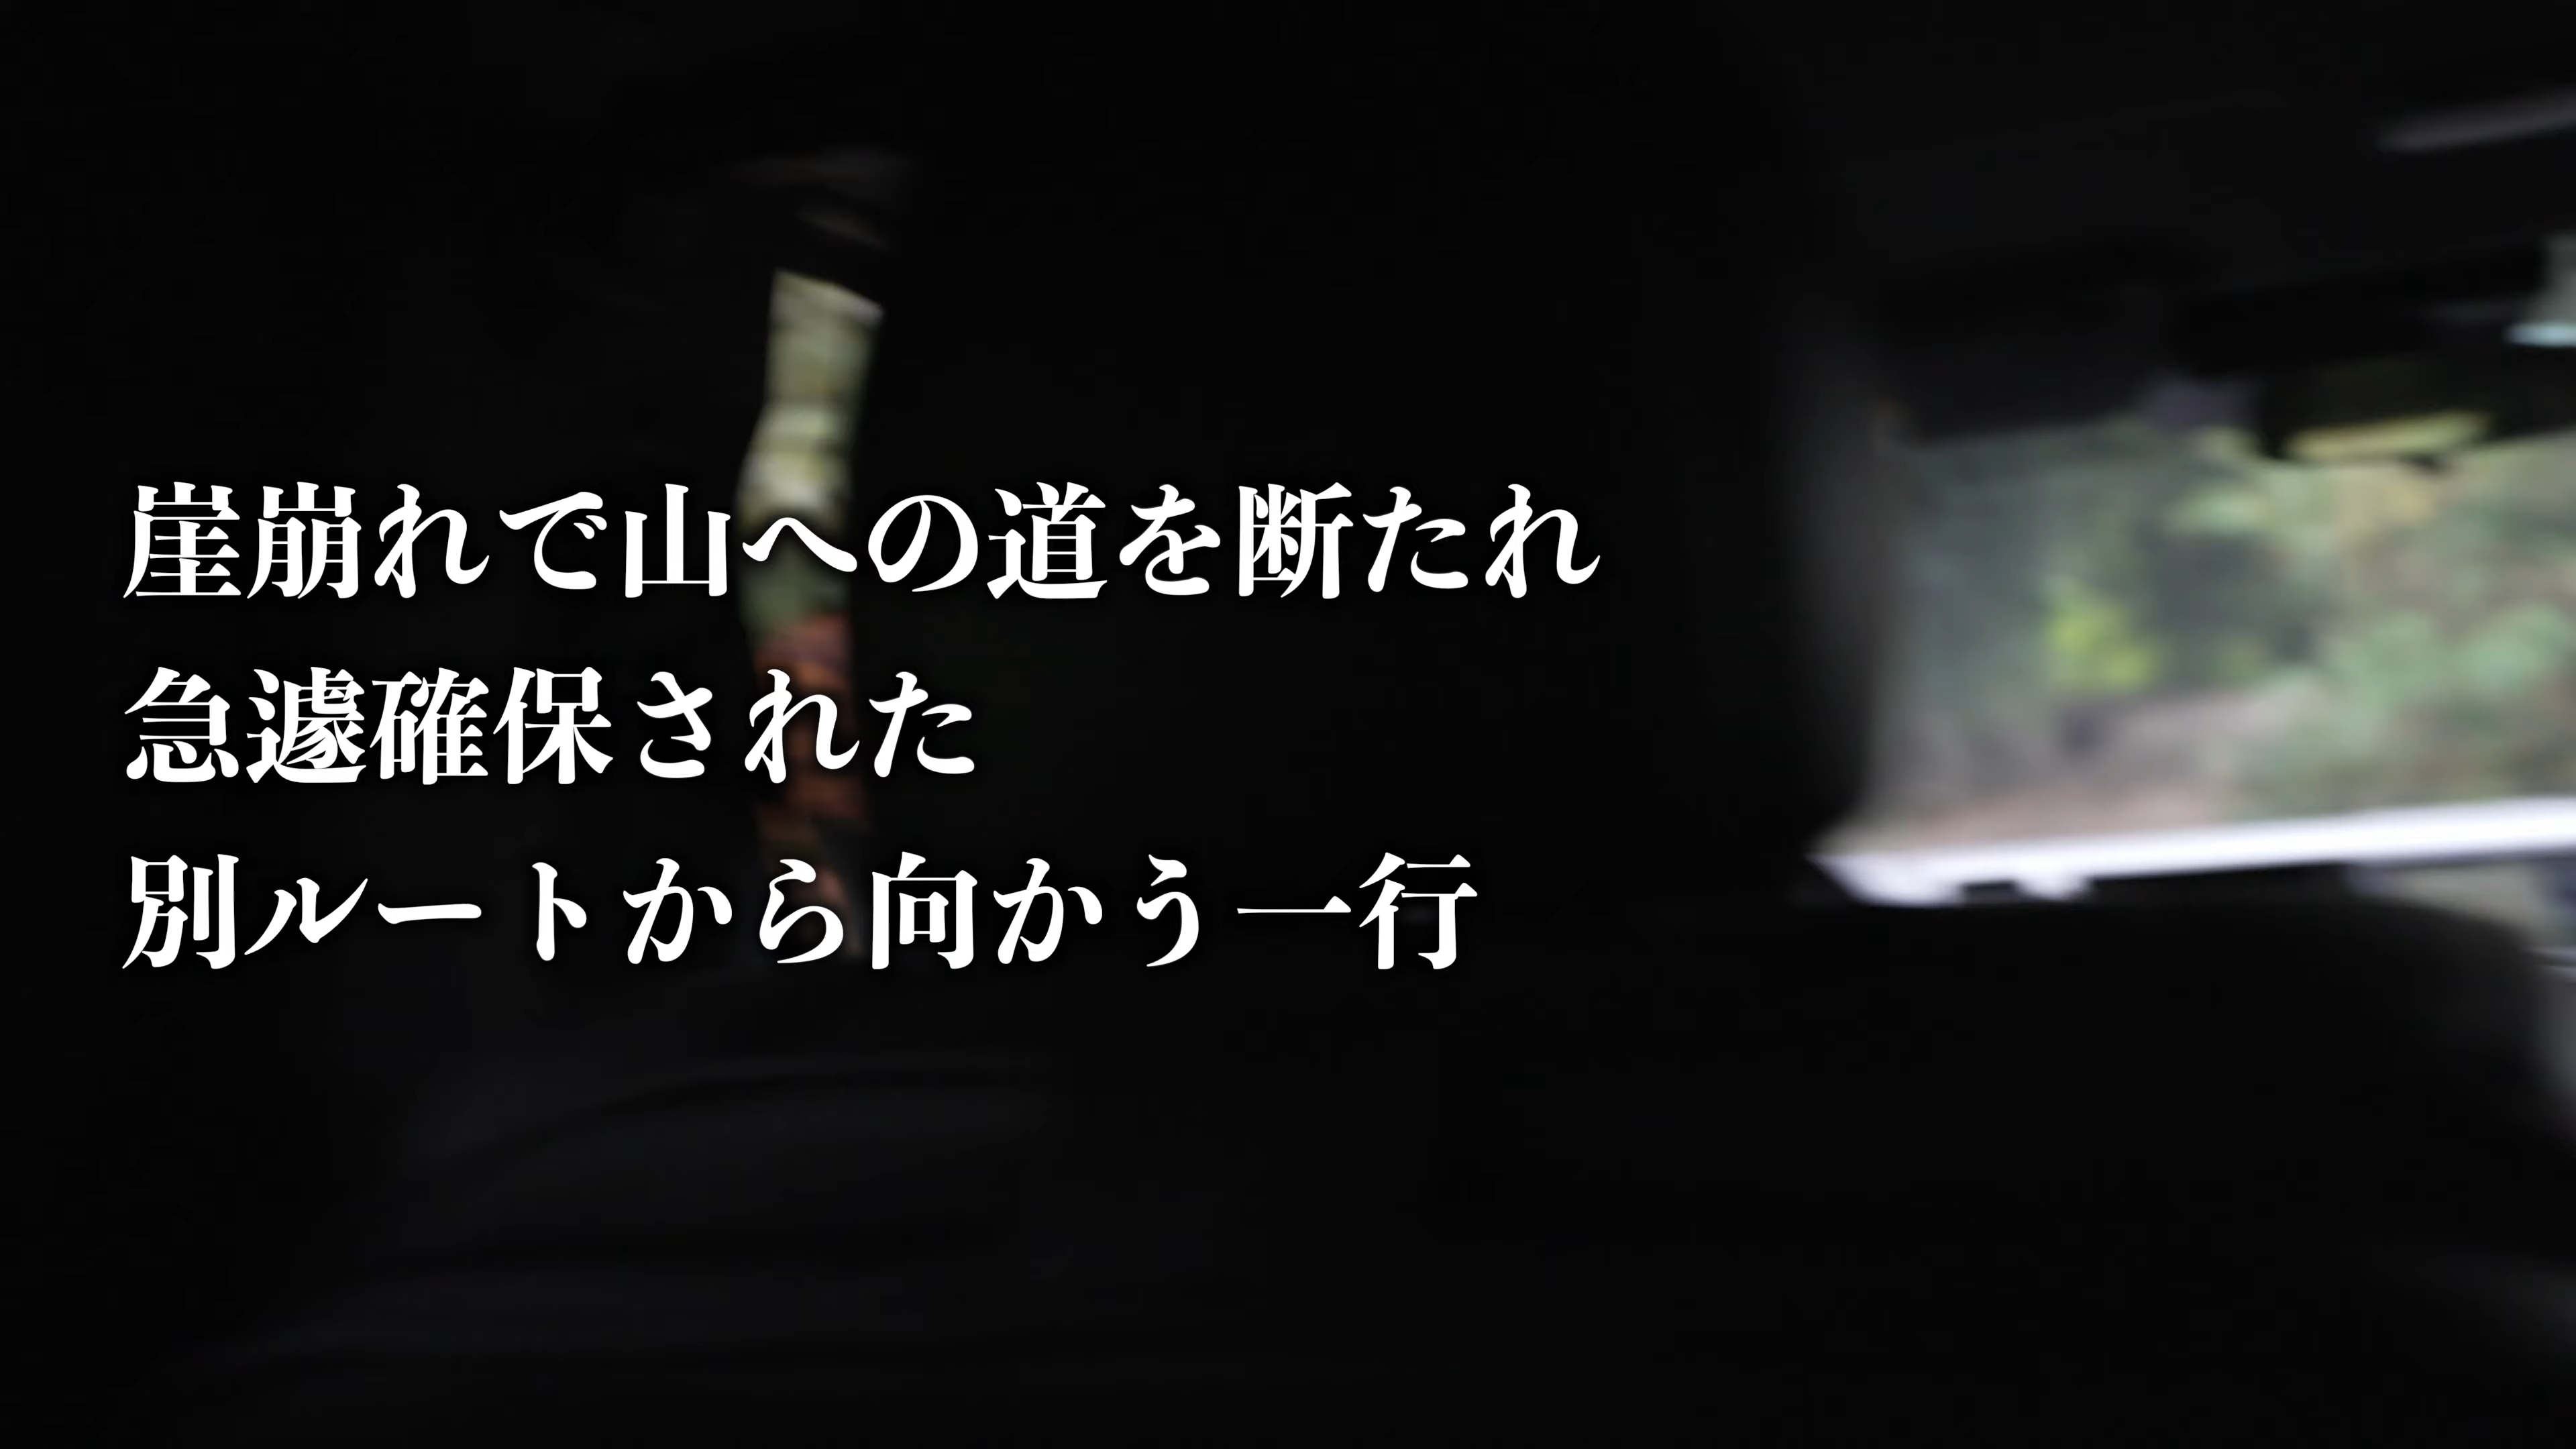 崖崩れで山への道を断たれ
急遽確保された
別ルートから向かう一行